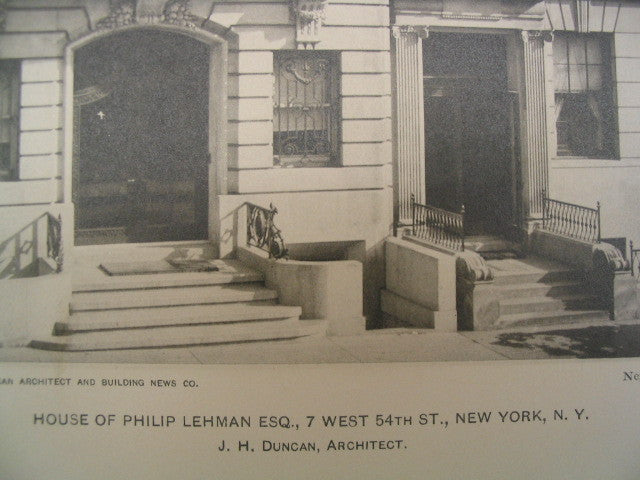 AN ARCHITECT AND BUILDING NEWS CO.
Ne
HOUSE OF PHILIP LEHMAN ESQ., 7 WEST 54TH ST., NEW YORK, N. Y.
J. H. DUNCAN, ARCHITECT.